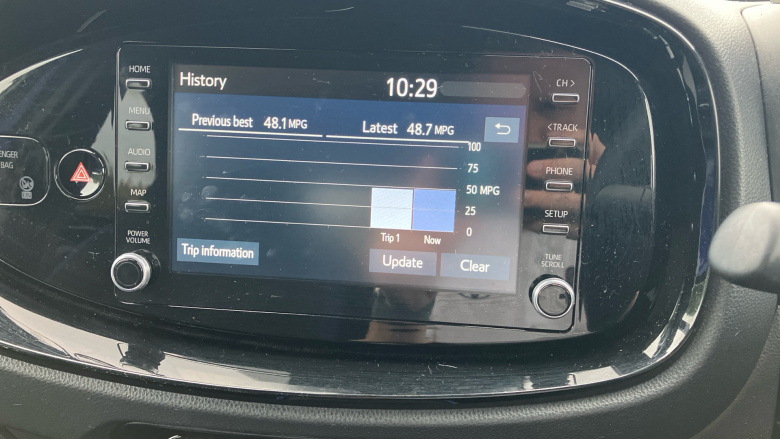 HOME
MENU
AUDIO
MAP
POWER
VOLUME
History
10:29
Previous best 48.1 MPG
Latest 48.7 MPG
100
75
50 MPG
25
0
Trip 1
Now
Trip information
Update
Clear
CH >
< TRACK
PHONE
SETUP
TUNE
SCROLL